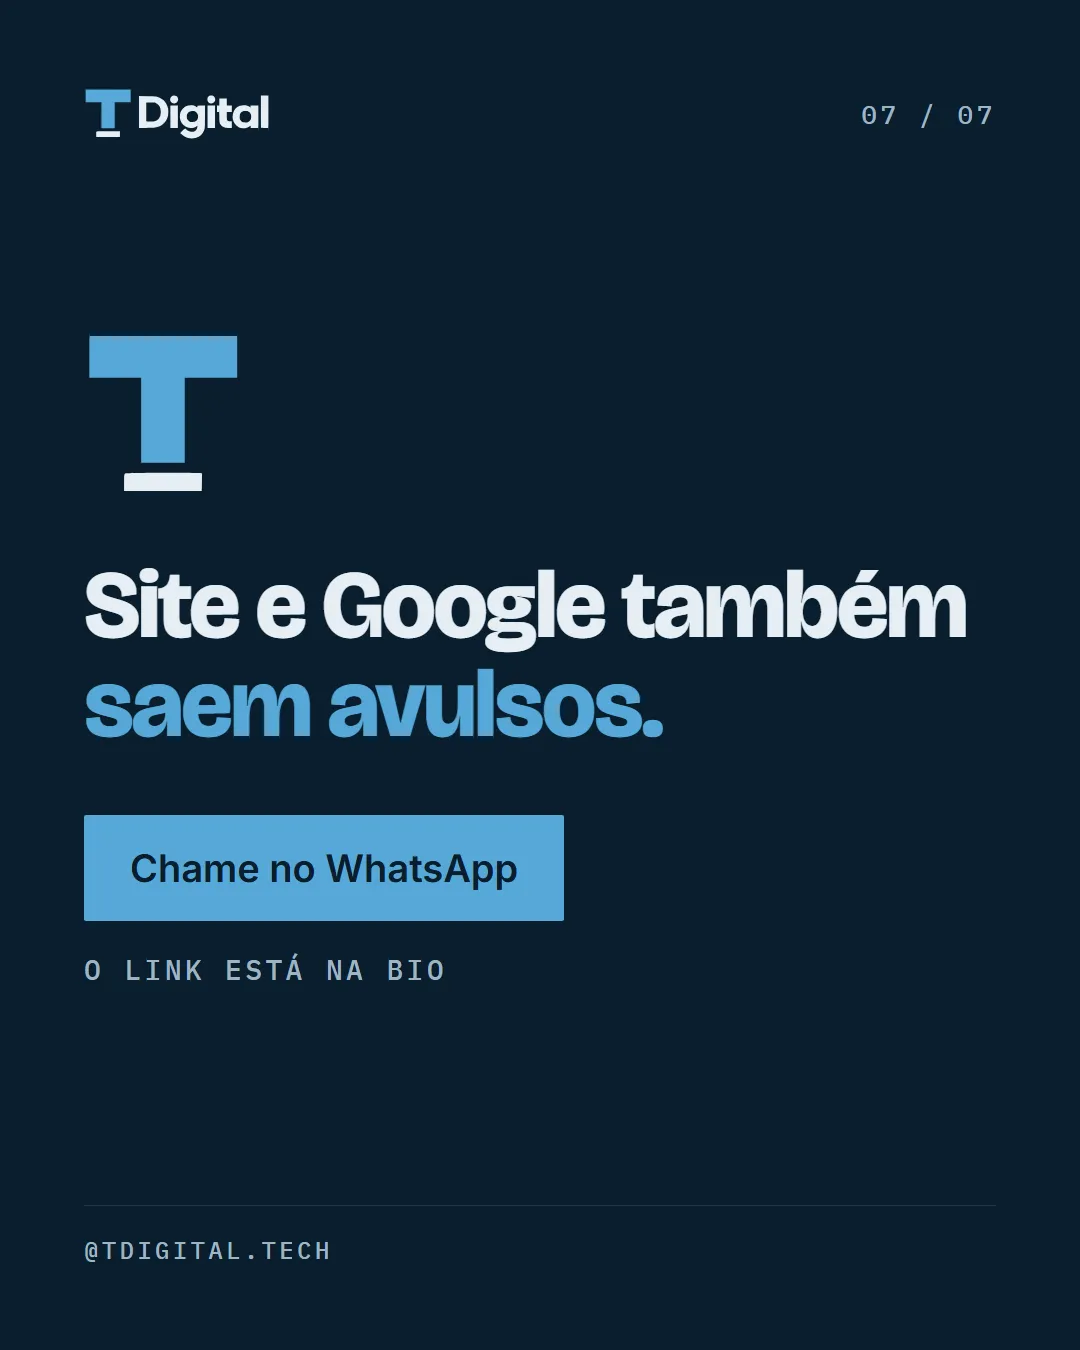 T Digital
07 / 07
T
Site e Google também
saem avulsos.
Chame no WhatsApp
O LINK ESTÁ NA BIO
@TDIGITAL.TECH